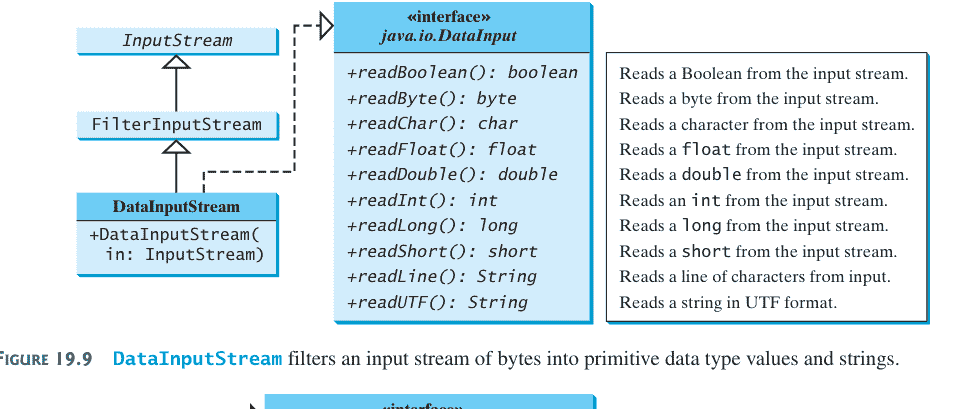 InputStream
FilterInputStream
DataInputStream
+DataInputStream(
in: InputStream)
«interface»
java.io.DataInput
+readBoolean(): boolean
+readByte(): byte
+readChar(): char
+readFloat(): float
+readDouble(): double
+readInt(): int
+readLong(): long
+readShort(): short
+readLine(): String
+readUTF(): String
Reads a Boolean from the input stream.
Reads a byte from the input stream.
Reads a character from the input stream.
Reads a float from the input stream.
Reads a double from the input stream.
Reads an int from the input stream.
Reads a long from the input stream.
Reads a short from the input stream.
Reads a line of characters from input.
Reads a string in UTF format.
FIGURE 19.9 DataInputStream filters an input stream of bytes into primitive data type values and strings.
«interface»